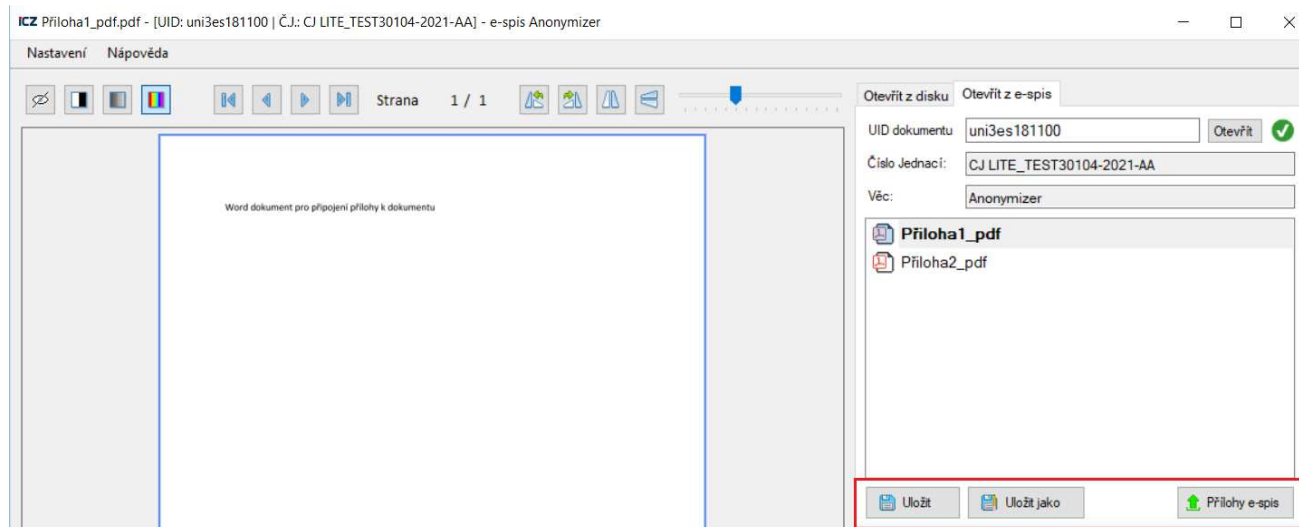 ICZ Příloha1_pdf.pdf - [UID: uni3es181100 | Č.J.: CJ LITE_TEST30104-2021-AA] - e-spis Anonymizer
Nastavení Nápověda
Strana 1 / 1
Otevřít z disku Otevřít z e-spis
UID dokumentu uni3es181100 Otevřít
Číslo Jednací: CJ LITE_TEST30104-2021-AA
Věc: Anonymizer
Příloha1_pdf
Příloha2_pdf
Word dokument pro připojení přílohy k dokumentu
Uložit Uložit jako Přílohy e-spis